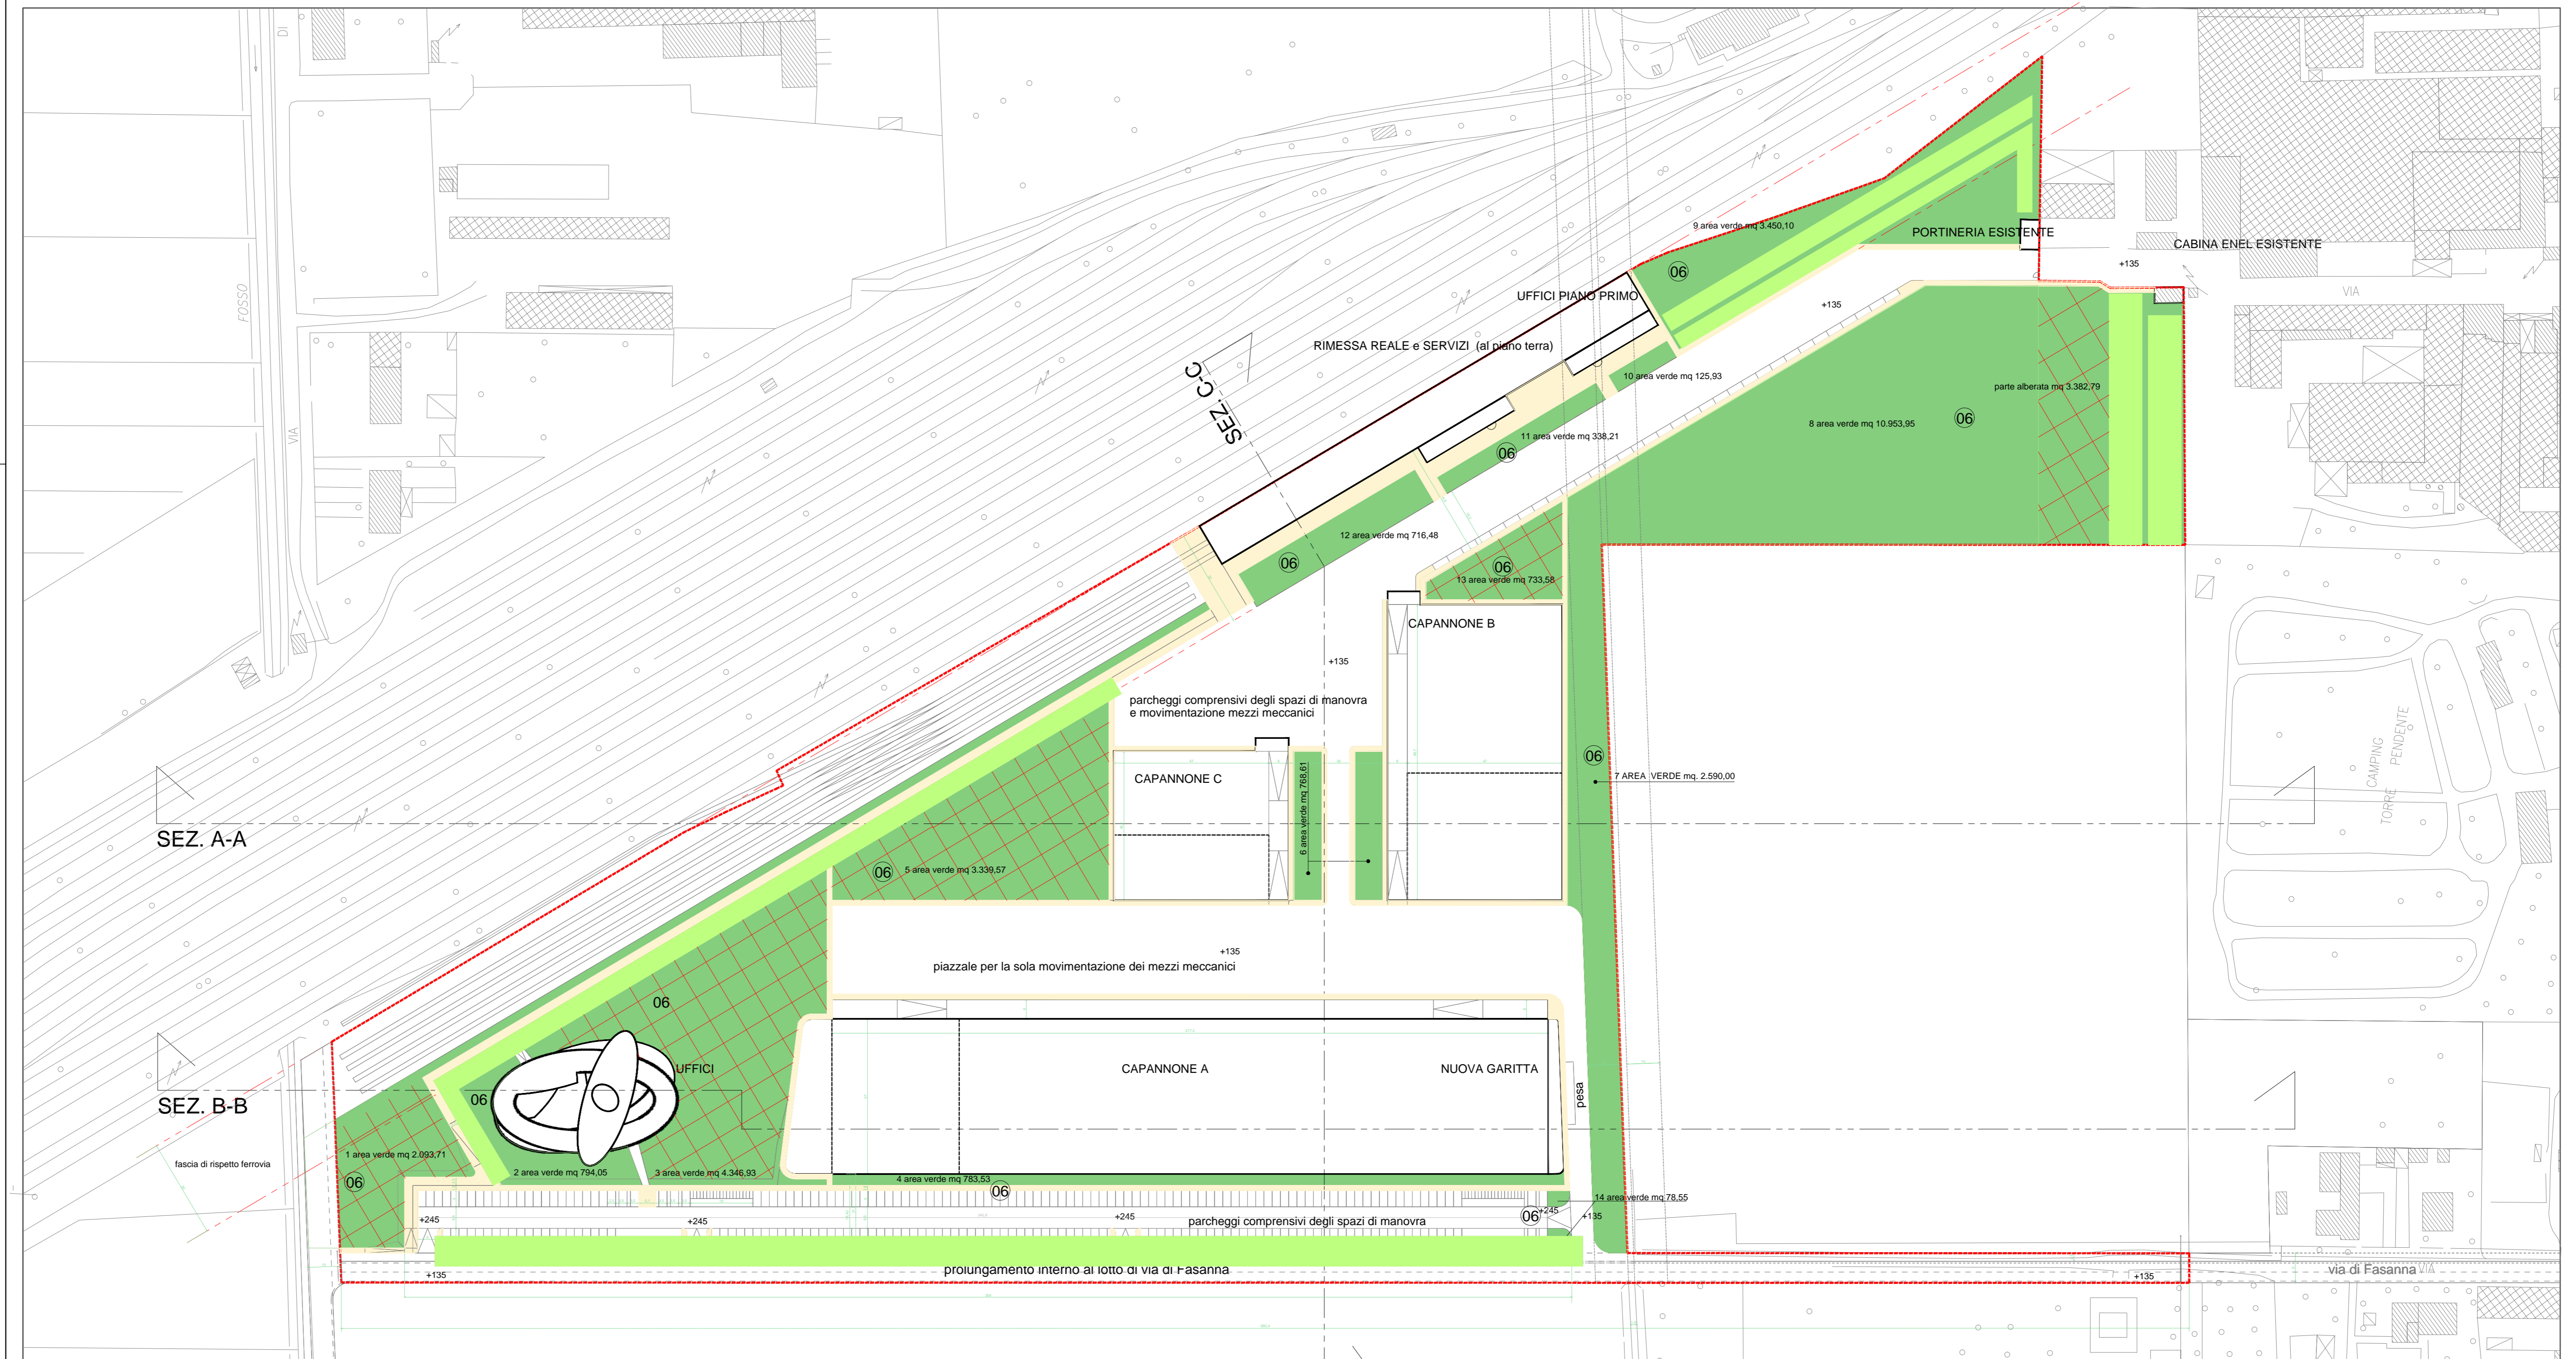 DI
FOSSO
VIA
9 area verde mq 3.450,10
06
PORTINERIA ESISTENTE
CABINA ENEL ESISTENTE
+135
VIA
UFFICI PIANO PRIMO
+135
RIMESSA REALE e SERVIZI (al piano terra)
SEZ. C-C
10 area verde mq 125,93
parte alberata mq 3.382,79
06
8 area verde mq 10.953,95
11 area verde mq 338,21
06
12 area verde mq 716,48
06
06
13 area verde mq 733,58
CAPANNONE B
+135
parcheggi comprensivi degli spazi di manovra
e movimentazione mezzi meccanici
CAMPING
TORRE PENDENTE
06
7 AREA VERDE mq. 2.590,00
CAPANNONE C
6 area verde mq 768,61
SEZ. A-A
06
5 area verde mq 3.339,57
+135
piazzale per la sola movimentazione dei mezzi meccanici
06
UFFICI
CAPANNONE A
NUOVA GARITTA
pesa
06
SEZ. B-B
fascia di rispetto ferrovia
1 area verde mq 2.093,71
06
2 area verde mq 794,05
3 area verde mq 4.346,93
4 area verde mq 783,53
06
14 area verde mq 78,55
+245
+245
+245
parcheggi comprensivi degli spazi di manovra
06
+245
+135
+135
prolungamento interno al lotto di via di Fasanna
+135
via di Fasanna
VIA